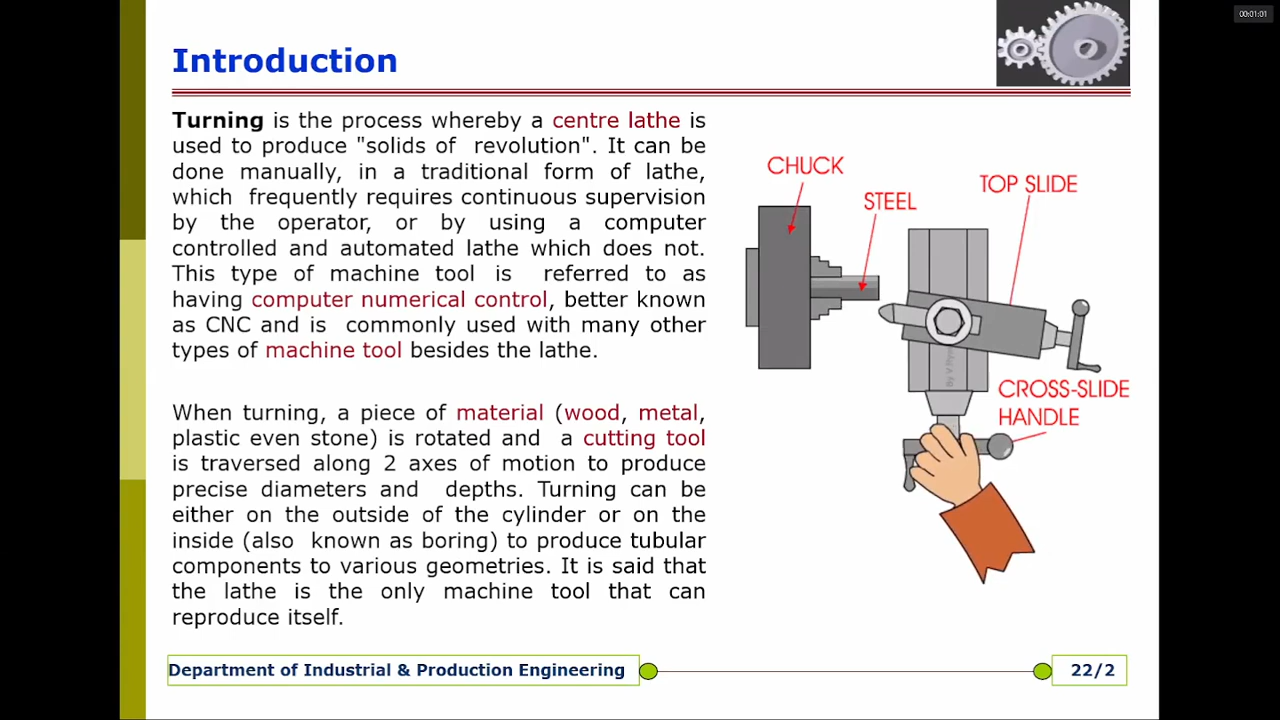 00:01:01
Introduction
Turning is the process whereby a centre lathe is
used to produce "solids of revolution". It can be
done manually, in a traditional form of lathe,
which frequently requires continuous supervision
by the operator, or by using a computer
controlled and automated lathe which does not.
This type of machine tool is referred to as
having computer numerical control, better known
as CNC and is commonly used with many other
types of machine tool besides the lathe.
When turning, a piece of material (wood, metal,
plastic even stone) is rotated and a cutting tool
is traversed along 2 axes of motion to produce
precise diameters and depths. Turning can be
either on the outside of the cylinder or on the
inside (also known as boring) to produce tubular
components to various geometries. It is said that
the lathe is the only machine tool that can
reproduce itself.
CHUCK
STEEL
TOP SLIDE
CROSS-SLIDE
HANDLE
Department of Industrial & Production Engineering
22/2